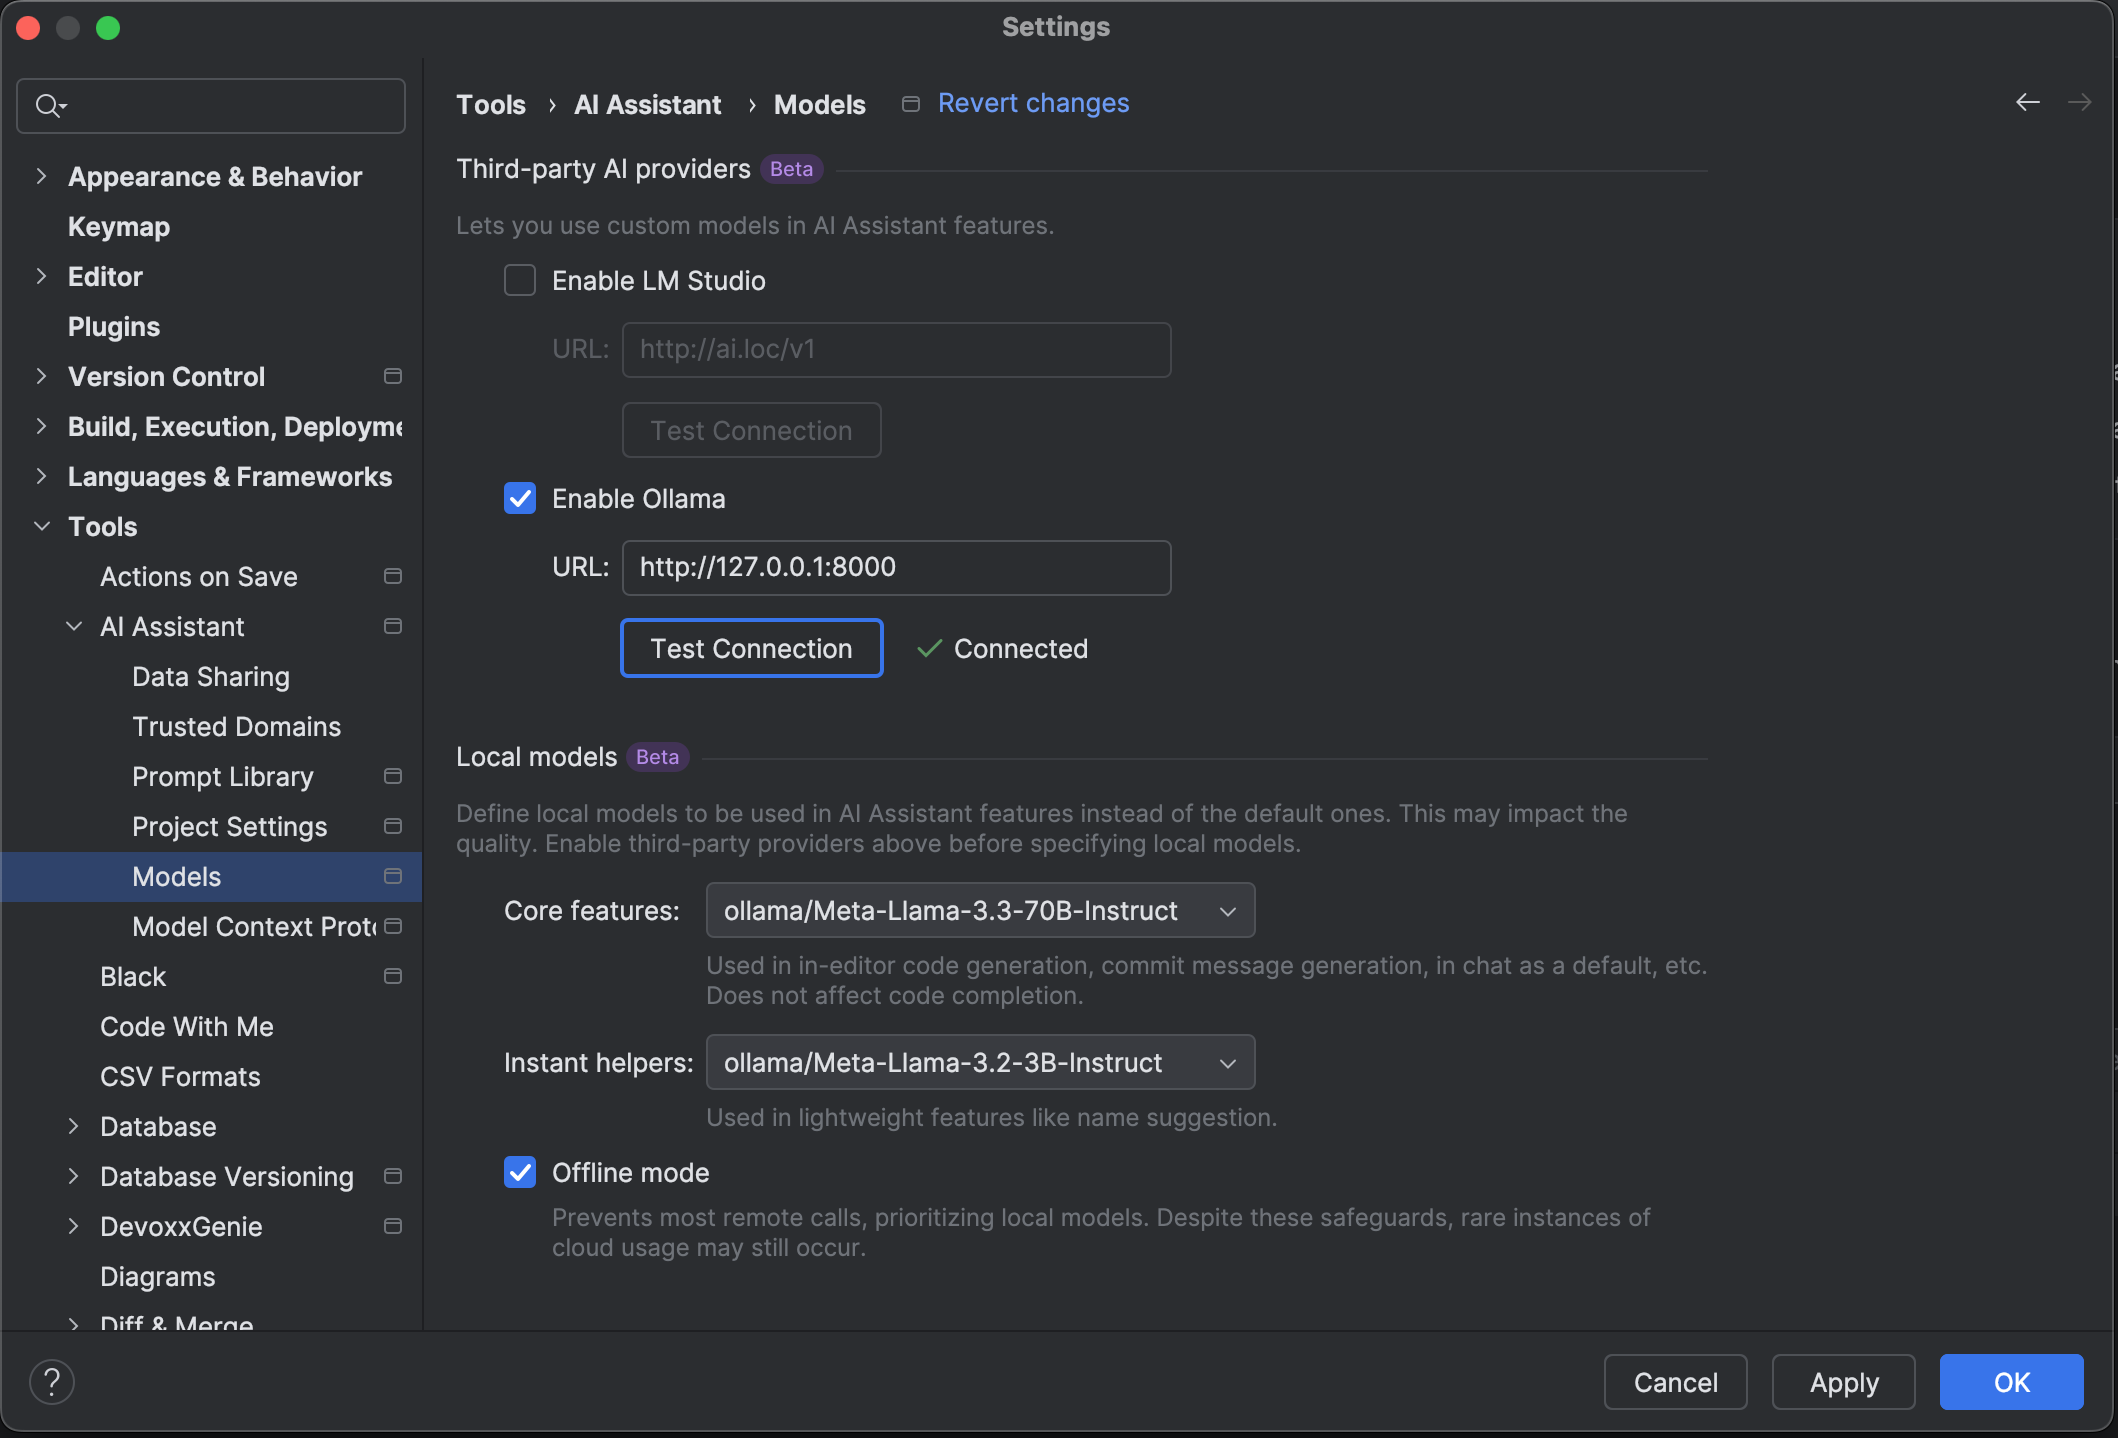 Settings
Tools › AI Assistant › Models Revert changes
Appearance & Behavior
Keymap
Editor
Plugins
Version Control
Build, Execution, Deployme
Languages & Frameworks
Tools
Actions on Save
AI Assistant
Data Sharing
Trusted Domains
Prompt Library
Project Settings
Models
Model Context Proto
Black
Code With Me
CSV Formats
Database
Database Versioning
DevoxxGenie
Diagrams
Diff & Merge
Third-party AI providers Beta
Lets you use custom models in AI Assistant features.
Enable LM Studio
URL: http://ai.loc/v1
Test Connection
Enable Ollama
URL: http://127.0.0.1:8000
Test Connection Connected
Local models Beta
Define local models to be used in AI Assistant features instead of the default ones. This may impact the
quality. Enable third-party providers above before specifying local models.
Core features: ollama/Meta-Llama-3.3-70B-Instruct
Used in in-editor code generation, commit message generation, in chat as a default, etc.
Does not affect code completion.
Instant helpers: ollama/Meta-Llama-3.2-3B-Instruct
Used in lightweight features like name suggestion.
Offline mode
Prevents most remote calls, prioritizing local models. Despite these safeguards, rare instances of
cloud usage may still occur.
?
Cancel
Apply
OK